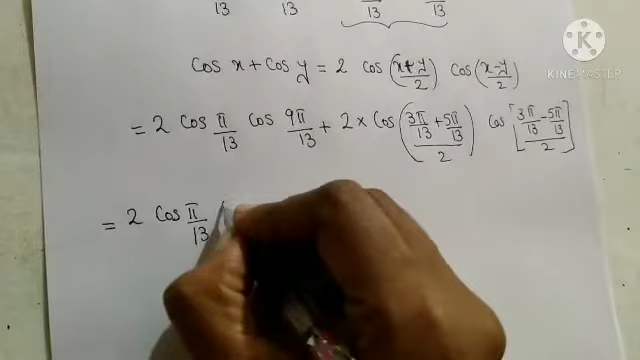 13 13 13 13
KINEMASTER
Cos x + Cos y = 2 Cos(x+y/2) Cos(x-y/2)
= 2 Cos π/13 Cos 9π/13 + 2 × Cos((3π/13 + 5π/13)/2) Cos[(3π/13 - 5π/13)/2]
= 2 Cos π/13 (